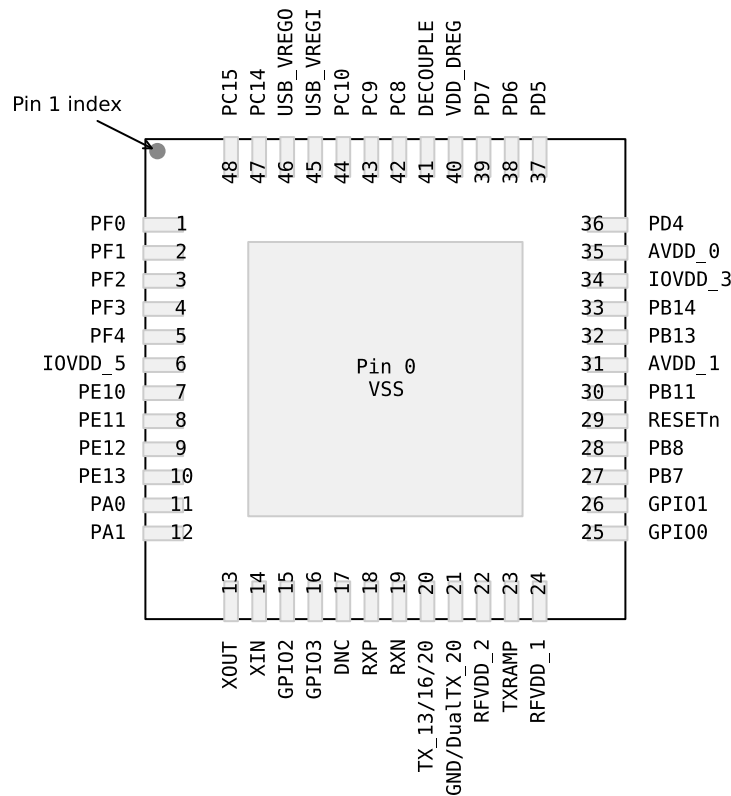 PC15
PC14
USB_VREGO
USB_VREGI
PC10
PC9
PC8
DECOUPLE
VDD_DREG
PD7
PD6
PD5
Pin 1 index
48
47
46
45
44
43
42
41
40
39
38
37
PF0 1
PF1 2
PF2 3
PF3 4
PF4 5
IOVDD_5 6
PE10 7
PE11 8
PE12 9
PE13 10
PA0 11
PA1 12
36 PD4
35 AVDD_0
34 IOVDD_3
33 PB14
32 PB13
31 AVDD_1
30 PB11
29 RESETn
28 PB8
27 PB7
26 GPIO1
25 GPIO0
Pin 0
VSS
13
14
15
16
17
18
19
20
21
22
23
24
XOUT
XIN
GPIO2
GPIO3
DNC
RXP
RXN
TX_13/16/20
GND/DualTX_20
RFVDD_2
TXRAMP
RFVDD_1